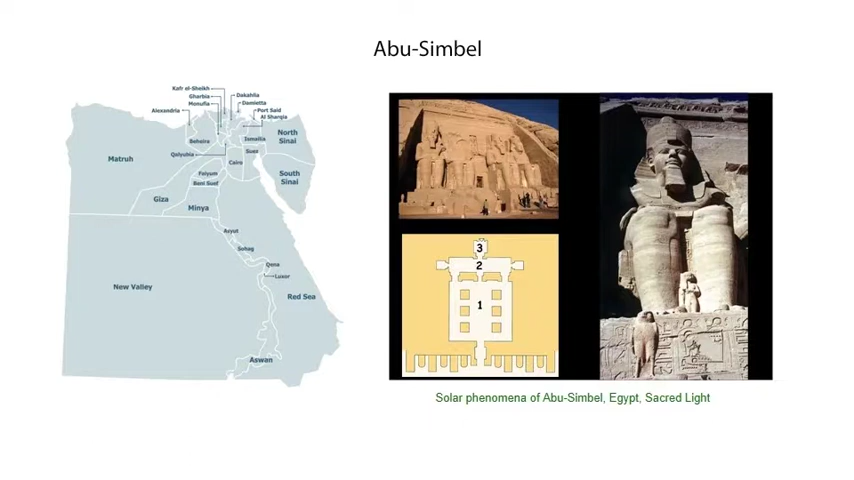 Abu-Simbel
Kafr el-Sheikh
Dakahlia
Gharbia
Damietta
Monufia
Port Said
Alexandria
Al Sharqia
North
Sinai
Beheira
Ismailia
Suez
Qalyubia
Cairo
Matruh
South
Sinai
Faiyum
Beni Suef
Giza
Minya
Asyut
Sohag
Qena
Luxor
New Valley
Red Sea
Aswan
3
2
1
Solar phenomena of Abu-Simbel, Egypt, Sacred Light